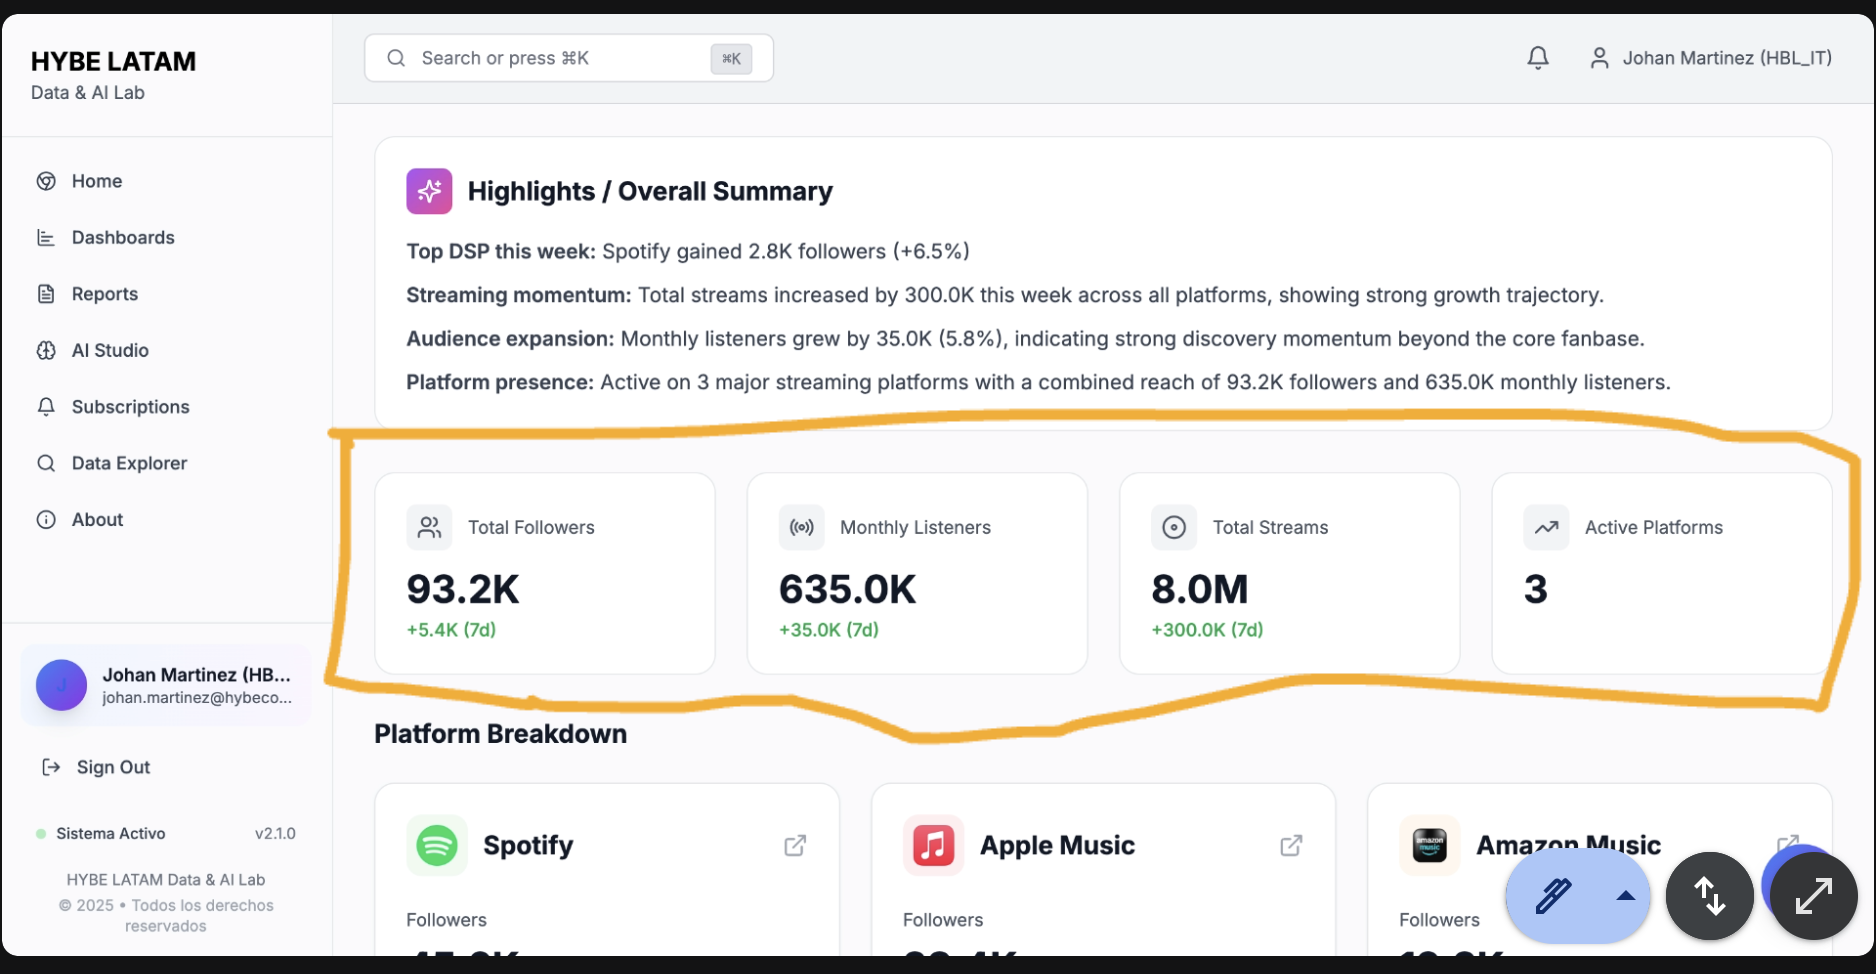 HYBE LATAM
Data & AI Lab
Search or press ⌘K
⌘K
Johan Martinez (HBL_IT)
Home
Dashboards
Reports
AI Studio
Subscriptions
Data Explorer
About
Johan Martinez (HB...
johan.martinez@hybeco...
Sign Out
Sistema Activo
v2.1.0
HYBE LATAM Data & AI Lab
© 2025 • Todos los derechos
reservados
Highlights / Overall Summary
Top DSP this week: Spotify gained 2.8K followers (+6.5%)
Streaming momentum: Total streams increased by 300.0K this week across all platforms, showing strong growth trajectory.
Audience expansion: Monthly listeners grew by 35.0K (5.8%), indicating strong discovery momentum beyond the core fanbase.
Platform presence: Active on 3 major streaming platforms with a combined reach of 93.2K followers and 635.0K monthly listeners.
Total Followers
93.2K
+5.4K (7d)
Monthly Listeners
635.0K
+35.0K (7d)
Total Streams
8.0M
+300.0K (7d)
Active Platforms
3
Platform Breakdown
Spotify
Followers
Apple Music
Followers
amazon
music
Amazon Music
Followers